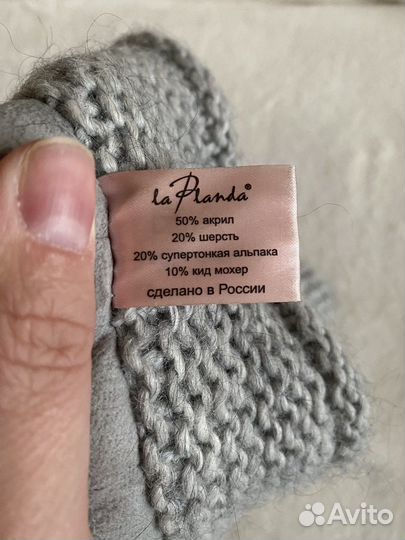 la Planda®
50% акрил
20% шерсть
20% супертонкая альпака
10% кид мохер
сделано в России
Avito